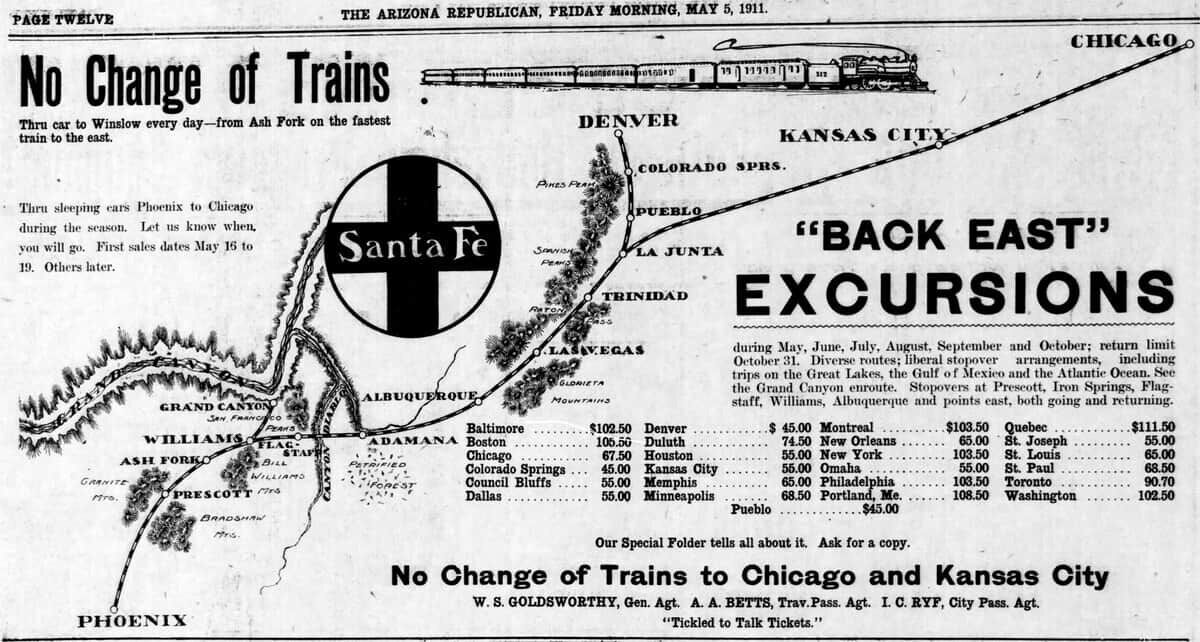 PAGE TWELVE
THE ARIZONA REPUBLICAN, FRIDAY MORNING, MAY 5, 1911.
No Change of Trains
Thru car to Winslow every day—from Ash Fork on the fastest
train to the east.
Thru sleeping cars Phoenix to Chicago
during the season. Let us know when
you will go. First sales dates May 16 to
19. Others later.
Santa Fe
CHICAGO
KANSAS CITY
DENVER
COLORADO SPRS.
PIKES PEAK
PUEBLO
SPANISH
PEAKS
LA JUNTA
TRINIDAD
RATON
PASS
LAS VEGAS
GLORIETA
MOUNTAINS
ALBUQUERQUE
GRAND CANYON
SAN FRANCISCO
PEAKS
WILLIAMS
FLAG-
STAFF
CANYON DIABLO
ADAMANA
ASH FORK
BILL
WILLIAMS
MTS
PETRIFIED
FOREST
GRANITE
MTS.
PRESCOTT
BRADSHAW
MTS.
PHOENIX
"BACK EAST"
EXCURSIONS
during May, June, July, August, September and October; return limit
October 31. Diverse routes; liberal stopover arrangements, including
trips on the Great Lakes, the Gulf of Mexico and the Atlantic Ocean. See
the Grand Canyon enroute. Stopovers at Prescott, Iron Springs, Flag-
staff, Williams, Albuquerque and points east, both going and returning.
Baltimore ..........$102.50
Boston .............. 105.50
Chicago ............. 67.50
Colorado Springs ... 45.00
Council Bluffs ...... 55.00
Dallas .............. 55.00
Denver ............$ 45.00
Duluth .............. 74.50
Houston ............. 55.00
Kansas City ......... 55.00
Memphis ............. 65.00
Minneapolis ......... 68.50
Montreal ..........$103.50
New Orleans ........ 65.00
New York ........... 103.50
Omaha .............. 55.00
Philadelphia ....... 103.50
Portland, Me. ...... 108.50
Quebec ............$111.50
St. Joseph .......... 55.00
St. Louis ........... 65.00
St. Paul ............ 68.50
Toronto ............. 90.70
Washington ......... 102.50
Pueblo ............$45.00
Our Special Folder tells all about it. Ask for a copy.
No Change of Trains to Chicago and Kansas City
W. S. GOLDSWORTHY, Gen. Agt. A. A. BETTS, Trav. Pass. Agt. I. C. RYF, City Pass. Agt.
"Tickled to Talk Tickets."